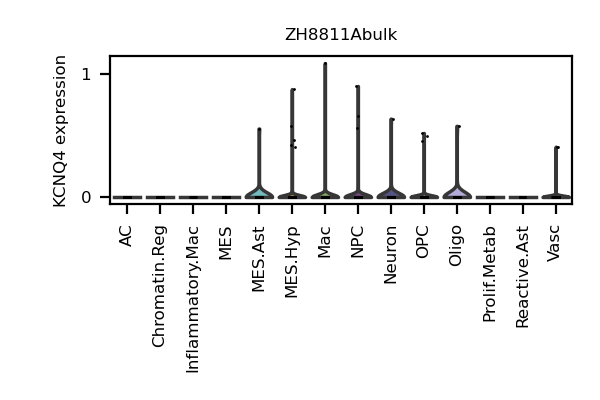 ZH8811Abulk
KCNQ4 expression
1
0
AC
Chromatin.Reg
Inflammatory.Mac
MES
MES.Ast
MES.Hyp
Mac
NPC
Neuron
OPC
Oligo
Prolif.Metab
Reactive.Ast
Vasc